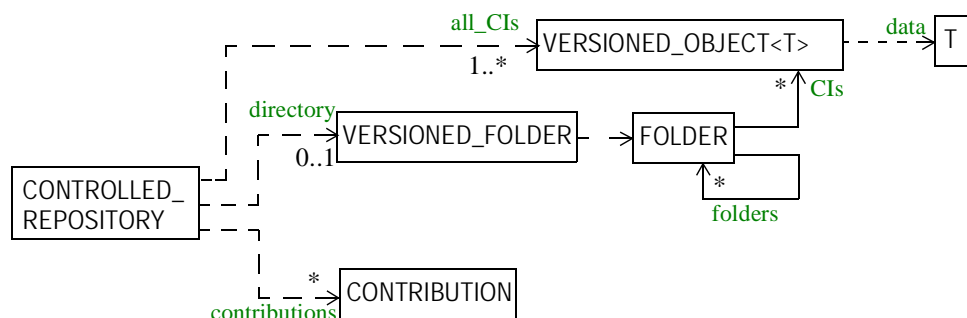 all_CIs
VERSIONED_OBJECT<T>
data
T
1..*
*
CIs
directory
VERSIONED_FOLDER
FOLDER
0..1
*
folders
CONTROLLED_
REPOSITORY
*
CONTRIBUTION
contributions